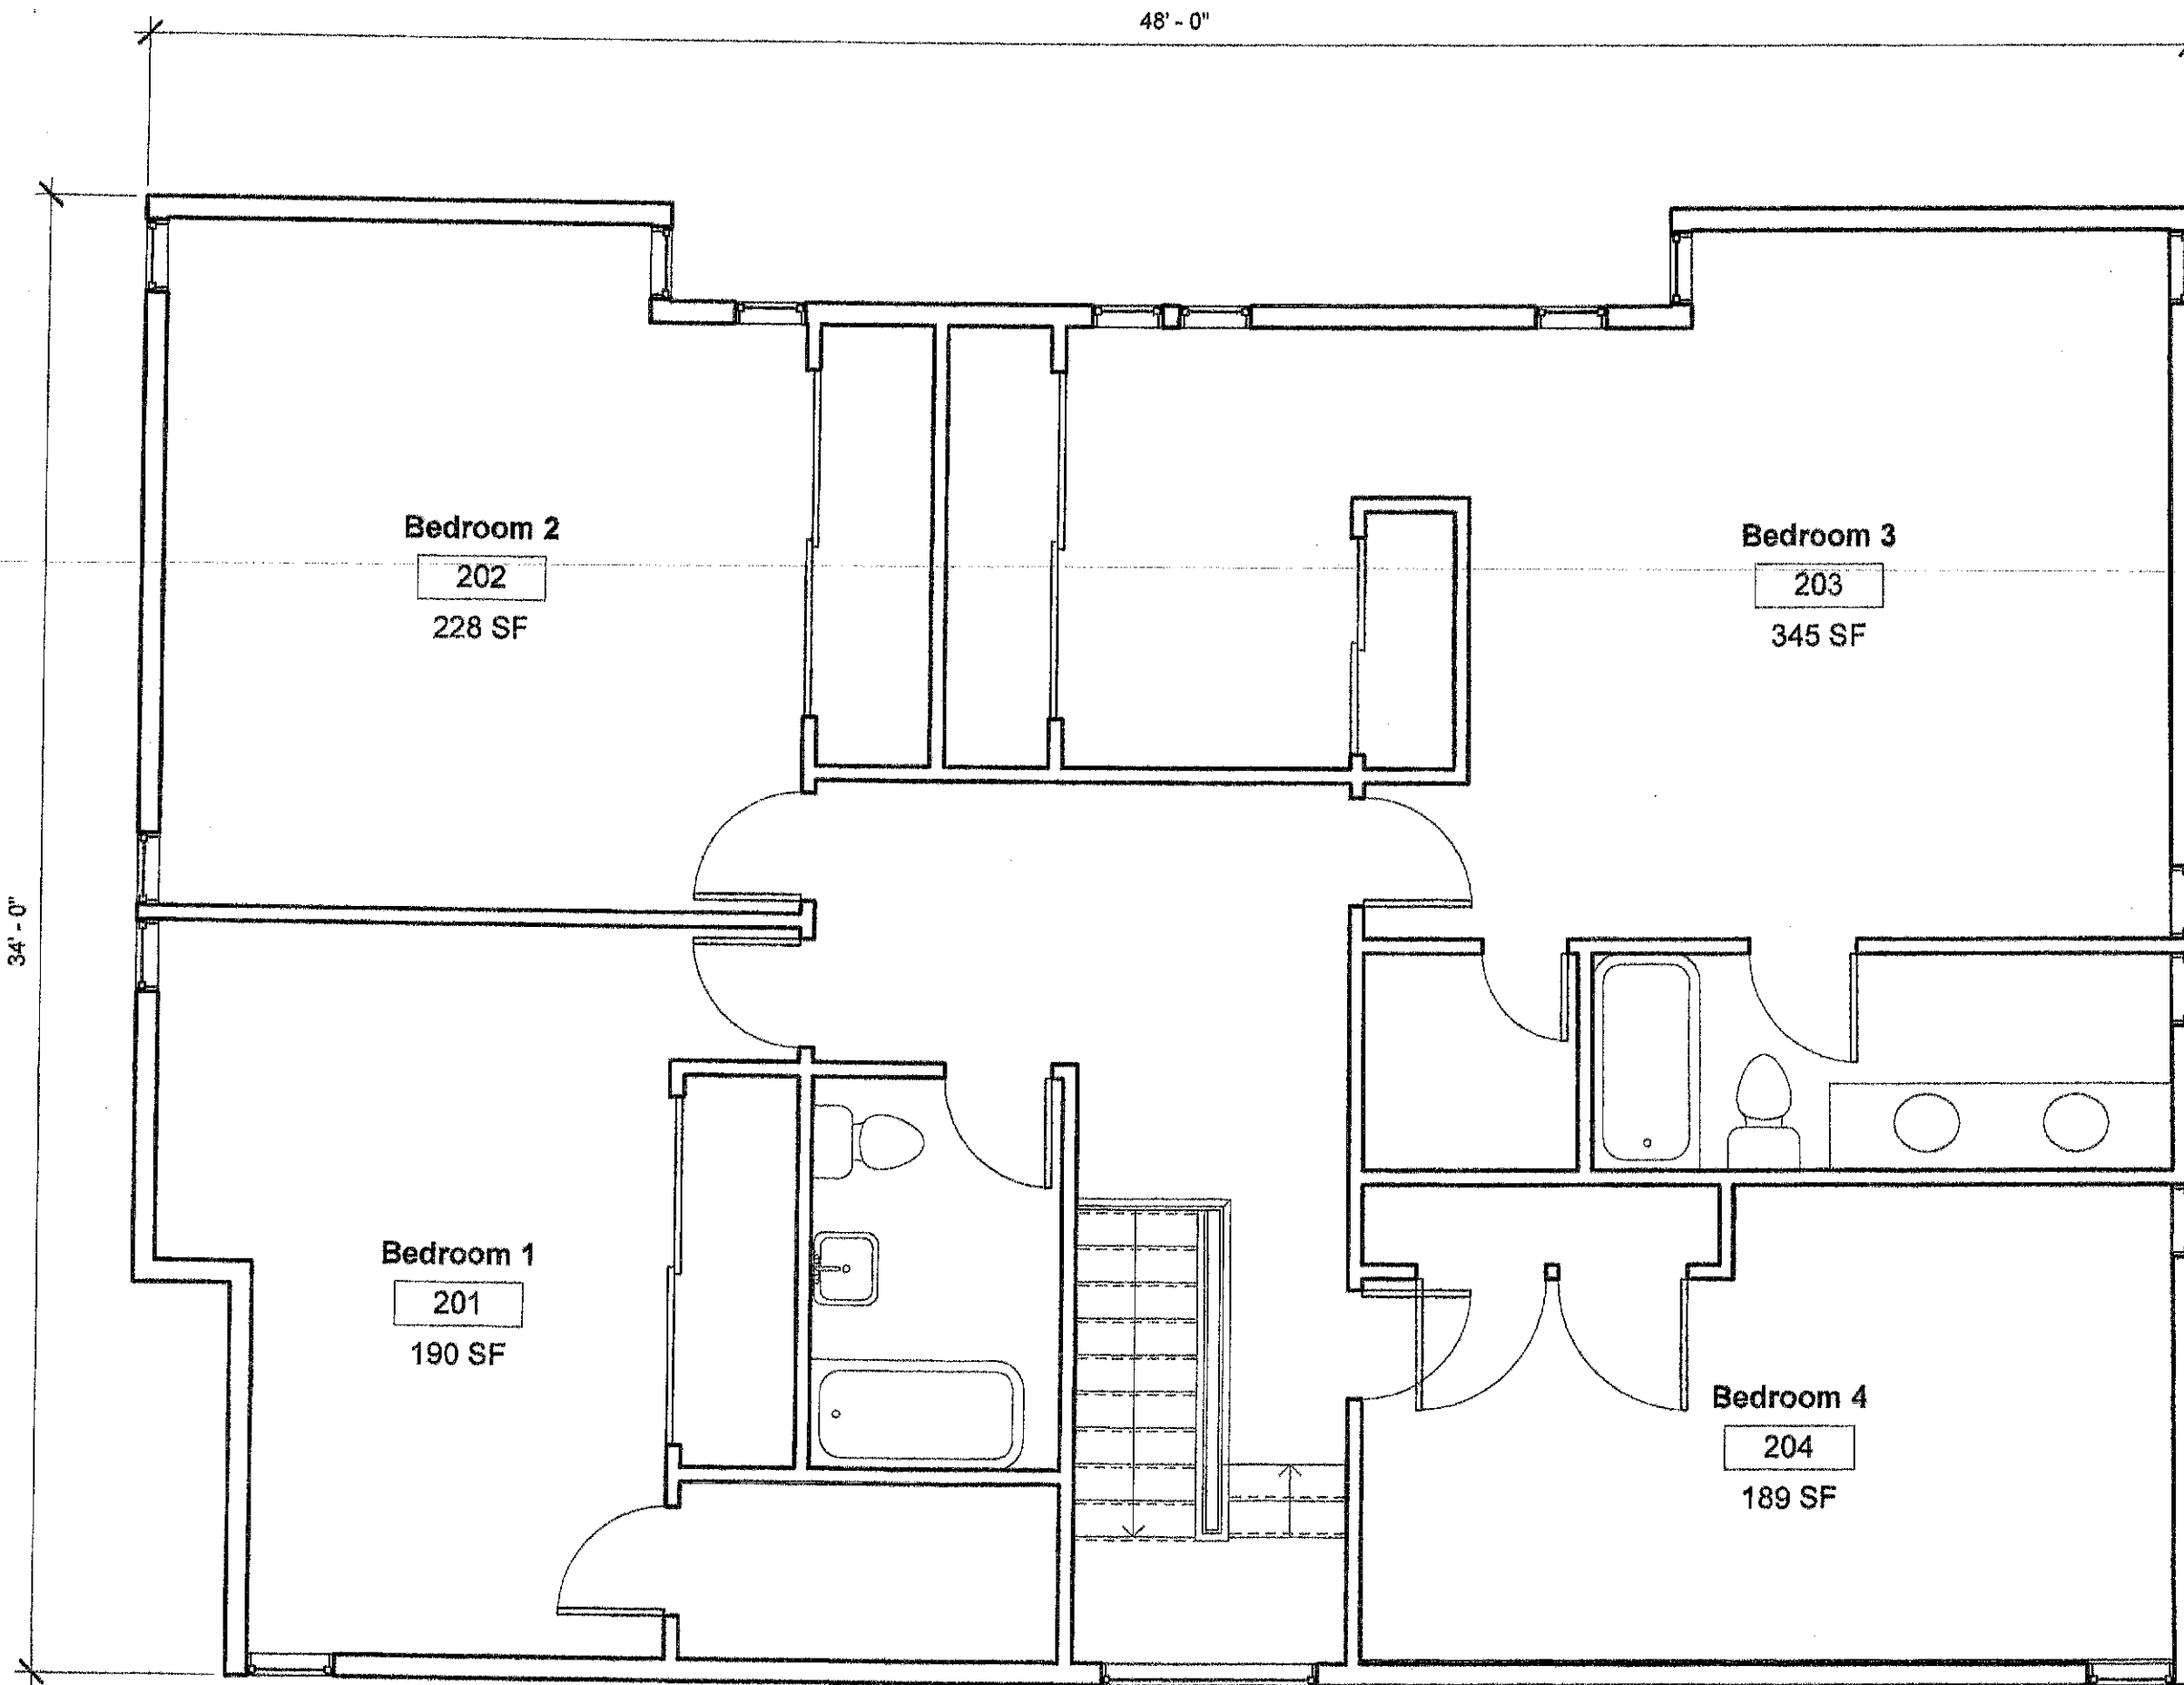 48' - 0"
34' - 0"
Bedroom 2
202
228 SF
Bedroom 3
203
345 SF
Bedroom 1
201
190 SF
Bedroom 4
204
189 SF